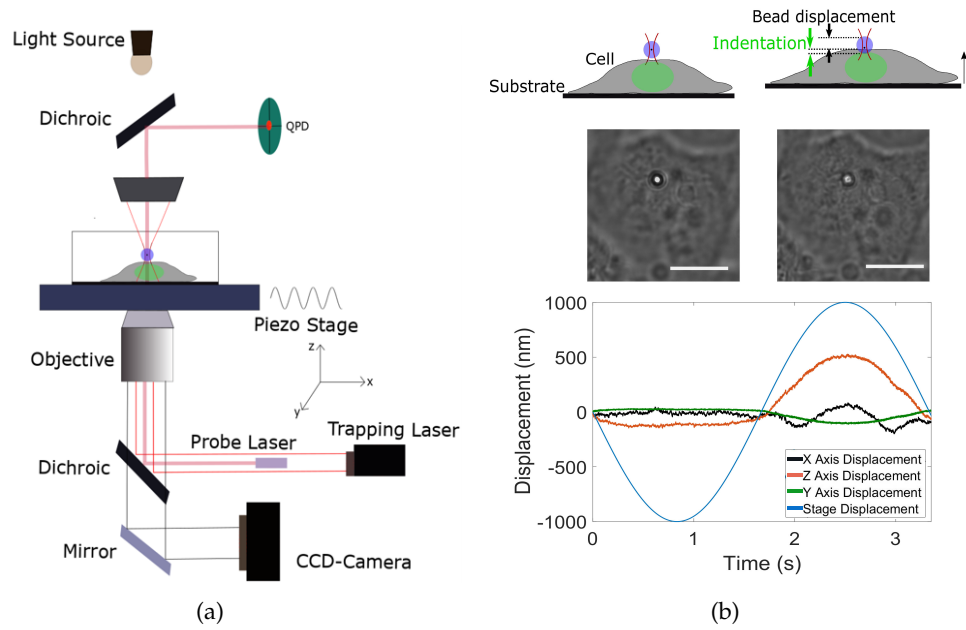 Light Source
Dichroic
QPD
Piezo Stage
Objective
z
x
y
Probe Laser
Trapping Laser
Dichroic
Mirror
CCD-Camera
(a)
Bead displacement
Indentation
Cell
Substrate
1000
500
0
-500
-1000
Displacement (nm)
X Axis Displacement
Z Axis Displacement
Y Axis Displacement
Stage Displacement
0 1 2 3
Time (s)
(b)